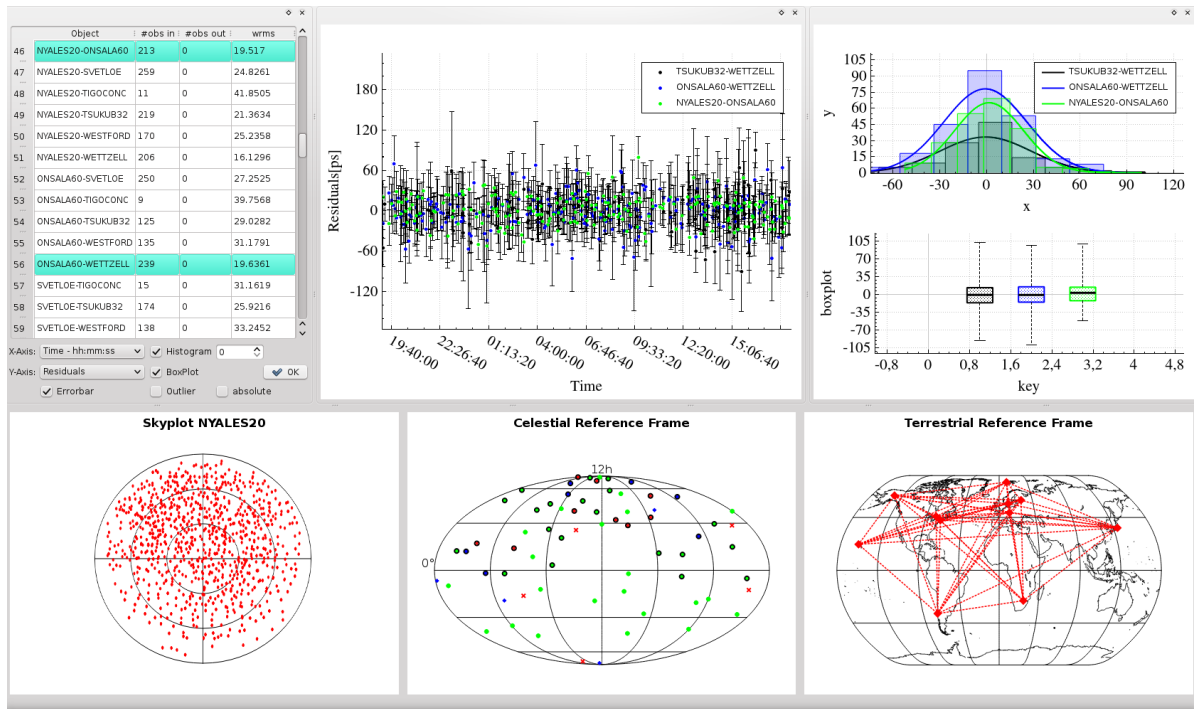 Object #obs in #obs out wrms
46 NYALES20-ONSALA60 213 0 19.517
47 NYALES20-SVETLOE 259 0 24.8261
48 NYALES20-TIGOCONC 11 0 41.8505
49 NYALES20-TSUKUB32 219 0 21.3634
50 NYALES20-WESTFORD 170 0 25.2358
51 NYALES20-WETTZELL 206 0 16.1296
52 ONSALA60-SVETLOE 250 0 27.2525
53 ONSALA60-TIGOCONC 9 0 39.7568
54 ONSALA60-TSUKUB32 125 0 29.0282
55 ONSALA60-WESTFORD 135 0 31.1791
56 ONSALA60-WETTZELL 239 0 19.6361
57 SVETLOE-TIGOCONC 15 0 31.1619
58 SVETLOE-TSUKUB32 174 0 25.9216
59 SVETLOE-WESTFORD 138 0 33.2452
X-Axis: Time - hh:mm:ss Histogram 0
Y-Axis: Residuals BoxPlot OK
Errorbar Outlier absolute
TSUKUB32-WETTZELL
ONSALA60-WETTZELL
NYALES20-ONSALA60
180
120
60
0
-60
-120
Residuals[ps]
19:40:00 22:26:40 01:13:20 04:00:00 06:46:40 09:33:20 12:20:00 15:06:40
Time
TSUKUB32-WETTZELL
ONSALA60-WETTZELL
NYALES20-ONSALA60
105
90
75
60
45
30
15
0
y
-60 -30 0 30 60 90 120
x
105
70
35
0
-35
-70
-105
boxplot
-0,8 0 0,8 1,6 2,4 3,2 4 4,8
key
Skyplot NYALES20
Celestial Reference Frame
12h
0°
Terrestrial Reference Frame